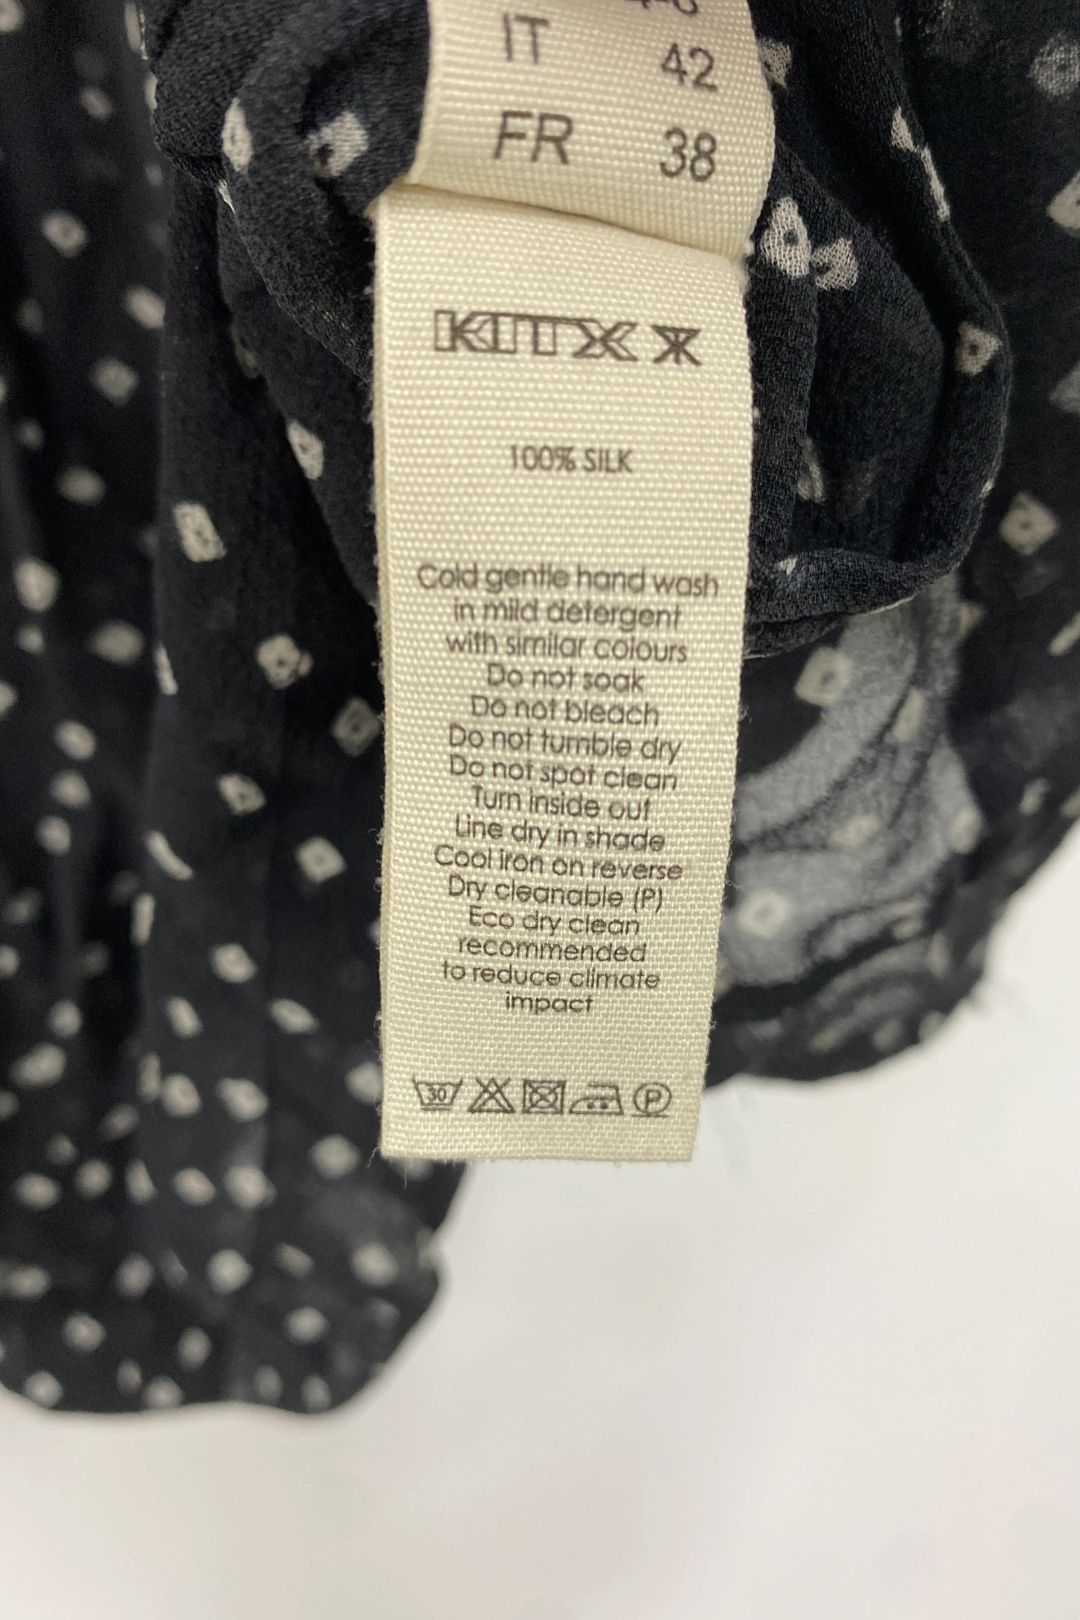 IT 42
FR 38
KITX
100% SILK
Cold gentle hand wash
in mild detergent
with similar colours
Do not soak
Do not bleach
Do not tumble dry
Do not spot clean
Turn inside out
Line dry in shade
Cool iron on reverse
Dry cleanable (P)
Eco dry clean
recommended
to reduce climate
impact
30 P